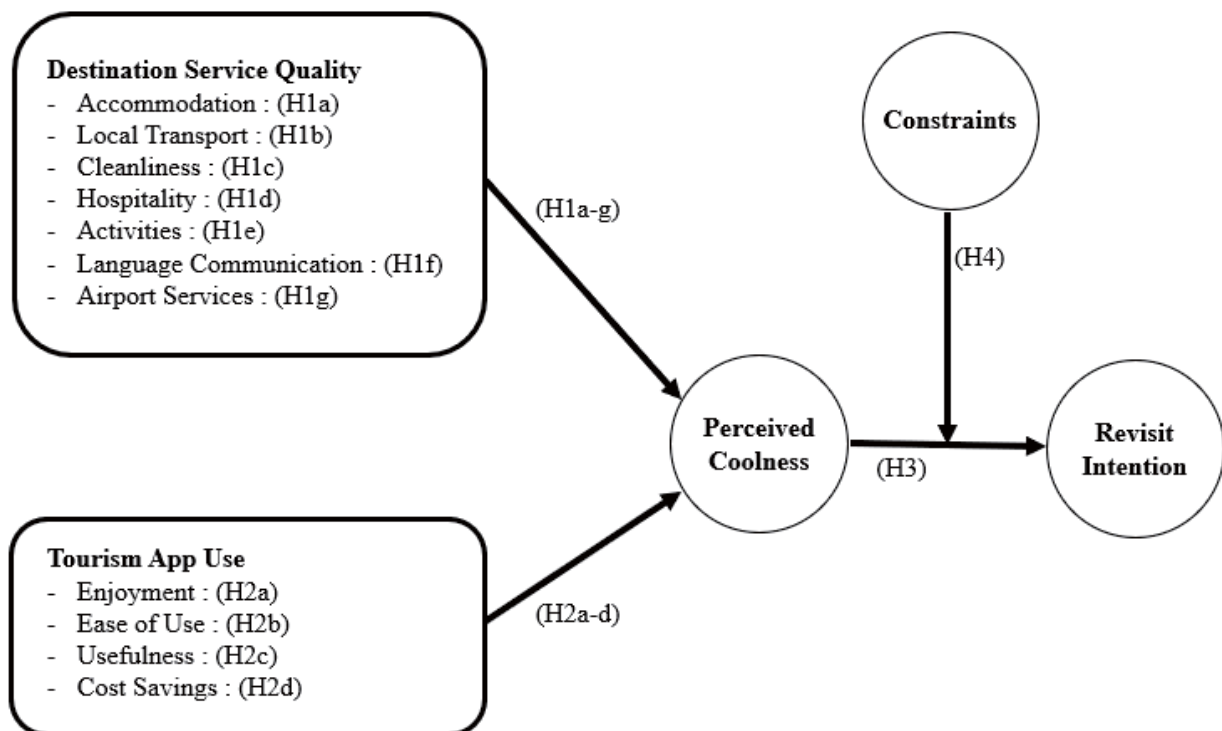 Destination Service Quality
- Accommodation : (H1a)
- Local Transport : (H1b)
- Cleanliness : (H1c)
- Hospitality : (H1d)
- Activities : (H1e)
- Language Communication : (H1f)
- Airport Services : (H1g)
(H1a-g)
Constraints
(H4)
Perceived
Coolness
(H3)
Revisit
Intention
Tourism App Use
- Enjoyment : (H2a)
- Ease of Use : (H2b)
- Usefulness : (H2c)
- Cost Savings : (H2d)
(H2a-d)